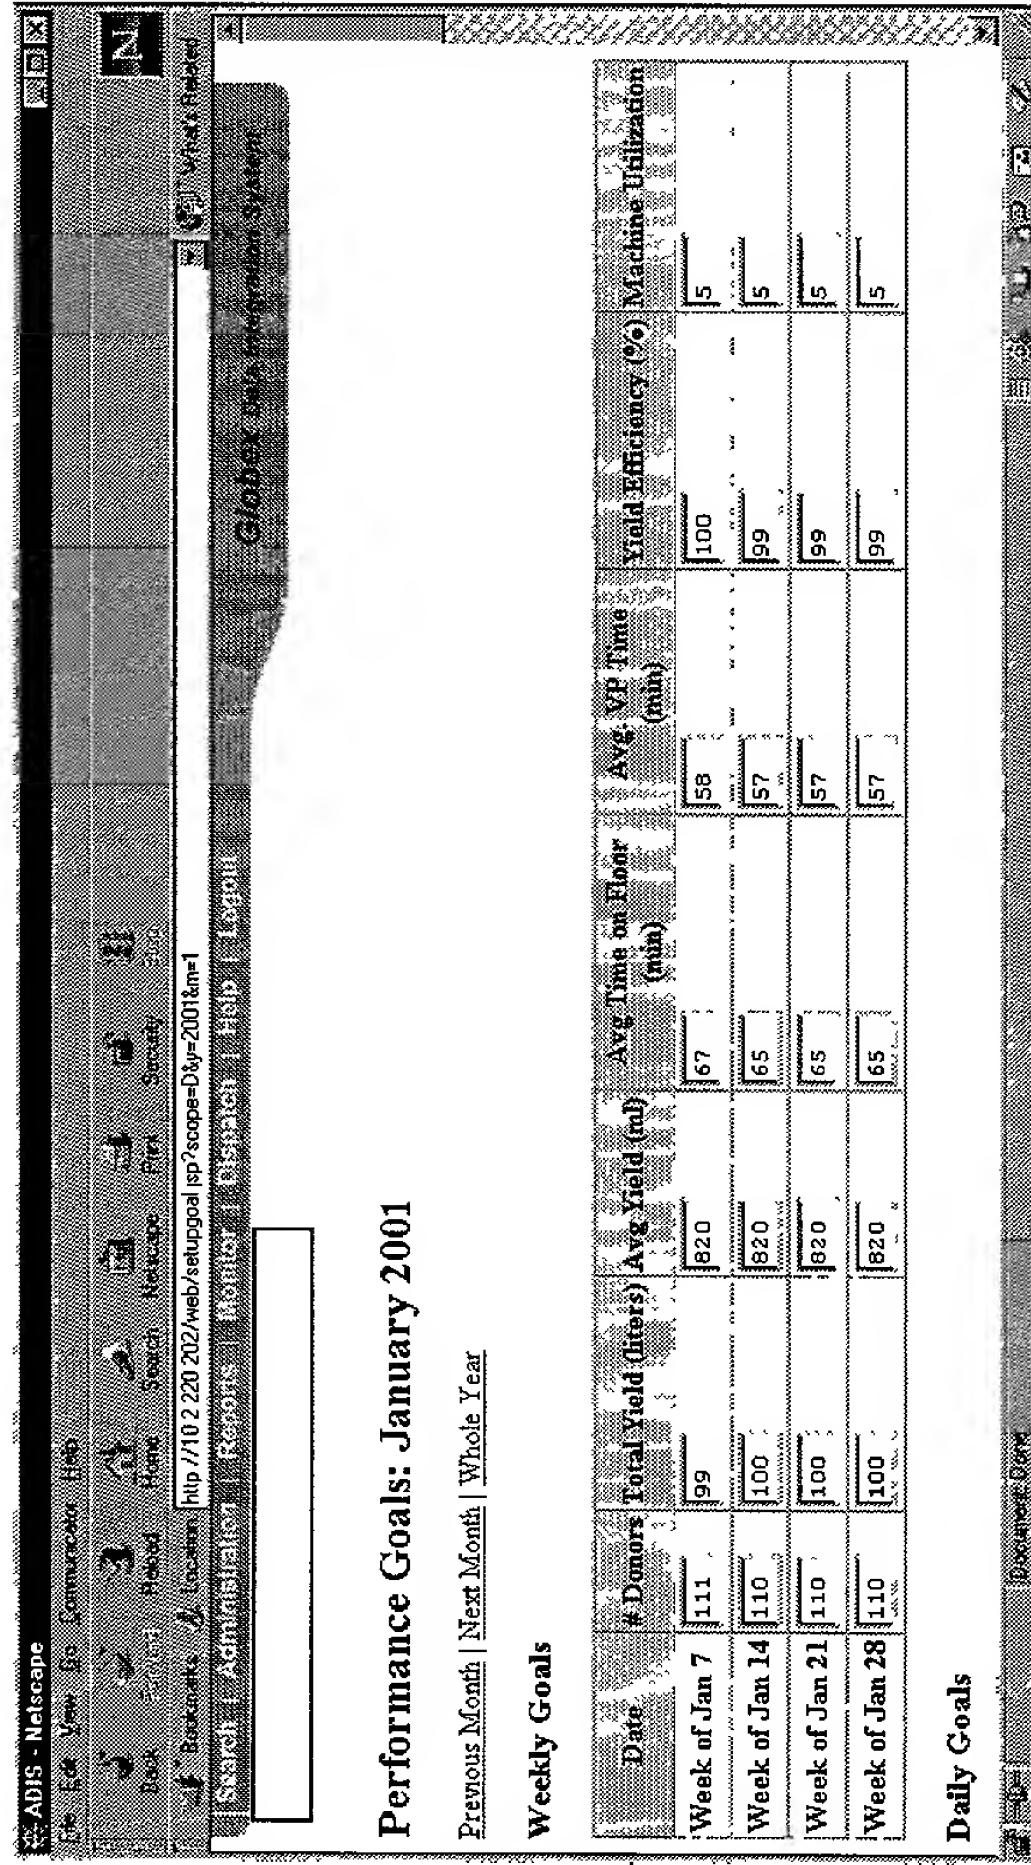 ADIS - Netscape
File Edit View Go Communicator Help
Back Reload Home Search Netscape Print Security
Bookmarks Location http //10 2 220 202/web/setupgoal jsp?scope=D&y=2001&m=1 What's Related
Search | Administration | Reports | Monitor | Dispatch | Help | Logout
Globex Data Integration System
Performance Goals: January 2001
Previous Month | Next Month | Whole Year
Weekly Goals
Date # Donors Total Yield (liters) Avg Yield (ml) Avg Time on Floor (min) Avg. VP Time (min) Yield Efficiency (%) Machine Utilization
Week of Jan 7 111 99 820 67 58 100 5
Week of Jan 14 110 100 820 65 57 99 5
Week of Jan 21 110 100 820 65 57 99 5
Week of Jan 28 110 100 820 65 57 99 5
Daily Goals
Document Done